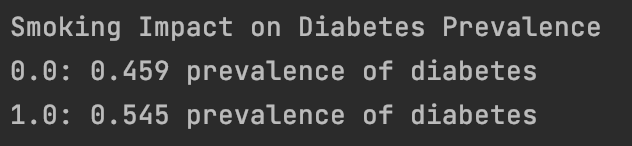 Smoking Impact on Diabetes Prevalence
0.0: 0.459 prevalence of diabetes
1.0: 0.545 prevalence of diabetes